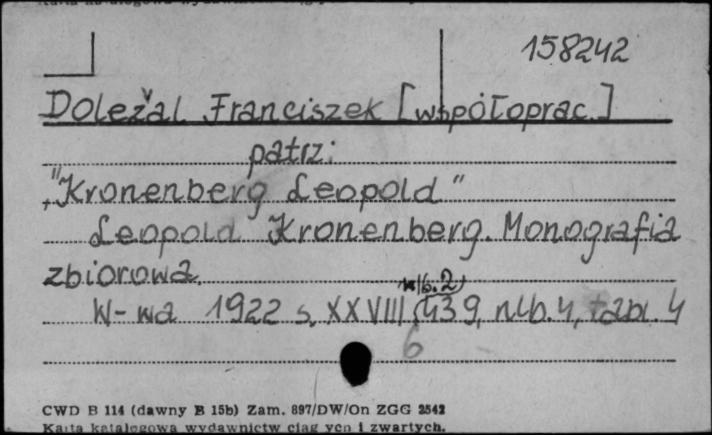 158242
Doležal Franciszek [współoprac.]
patrz:
"Kronenberg Leopold"
Leopold Kronenberg. Monografia
zbiorowa.
nlb. 2,
W-wa 1922 s. XXVIII, 439, nlb. 4, tabl. 4
6
CWD B 114 (dawny B 15b) Zam. 897/DW/On ZGG 2542
Karta katalogowa wydawnictw ciągłych i zwartych.